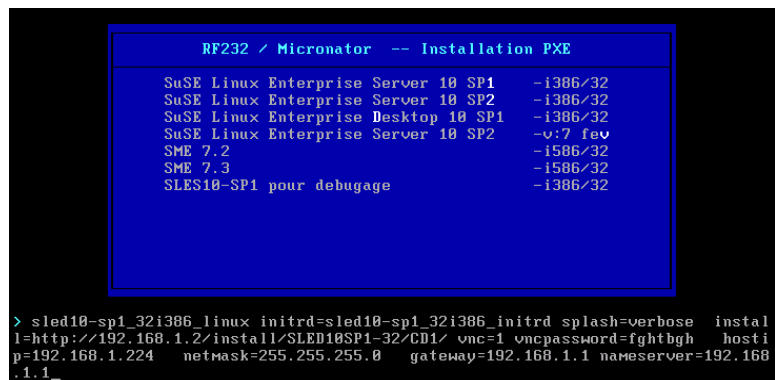 RF232 / Micronator -- Installation PXE
SuSE Linux Enterprise Server 10 SP1 -i386/32
SuSE Linux Enterprise Server 10 SP2 -i386/32
SuSE Linux Enterprise Desktop 10 SP1 -i386/32
SuSE Linux Enterprise Server 10 SP2 -v:7 fev
SME 7.2 -i586/32
SME 7.3 -i586/32
SLES10-SP1 pour debugage -i386/32
> sled10-sp1_32i386_linux initrd=sled10-sp1_32i386_initrd splash=verbose instal
l=http://192.168.1.2/install/SLED10SP1-32/CD1/ vnc=1 vncpassword=fghtbgh hosti
p=192.168.1.224 netmask=255.255.255.0 gateway=192.168.1.1 nameserver=192.168
.1.1_